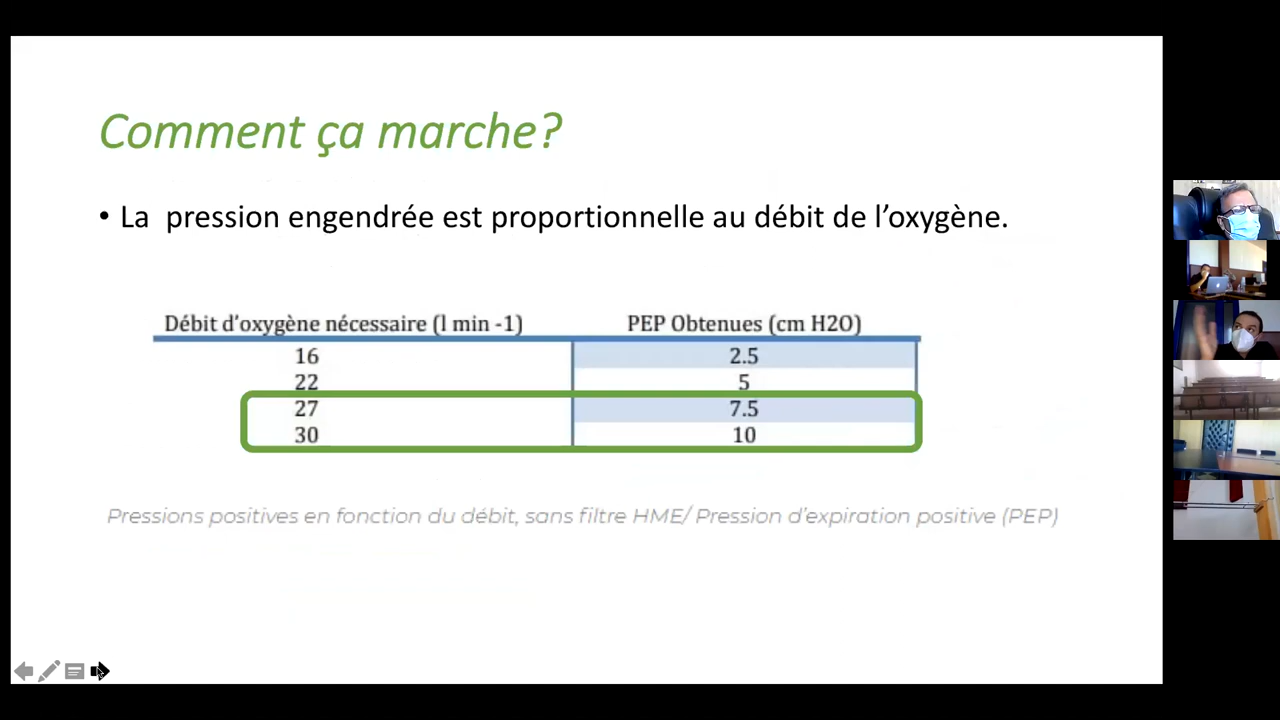 Comment ça marche?
• La pression engendrée est proportionnelle au débit de l’oxygène.
Débit d’oxygène nécessaire (l min -1) PEP Obtenues (cm H2O)
16 2.5
22 5
27 7.5
30 10
Pressions positives en fonction du débit, sans filtre HME/ Pression d’expiration positive (PEP)